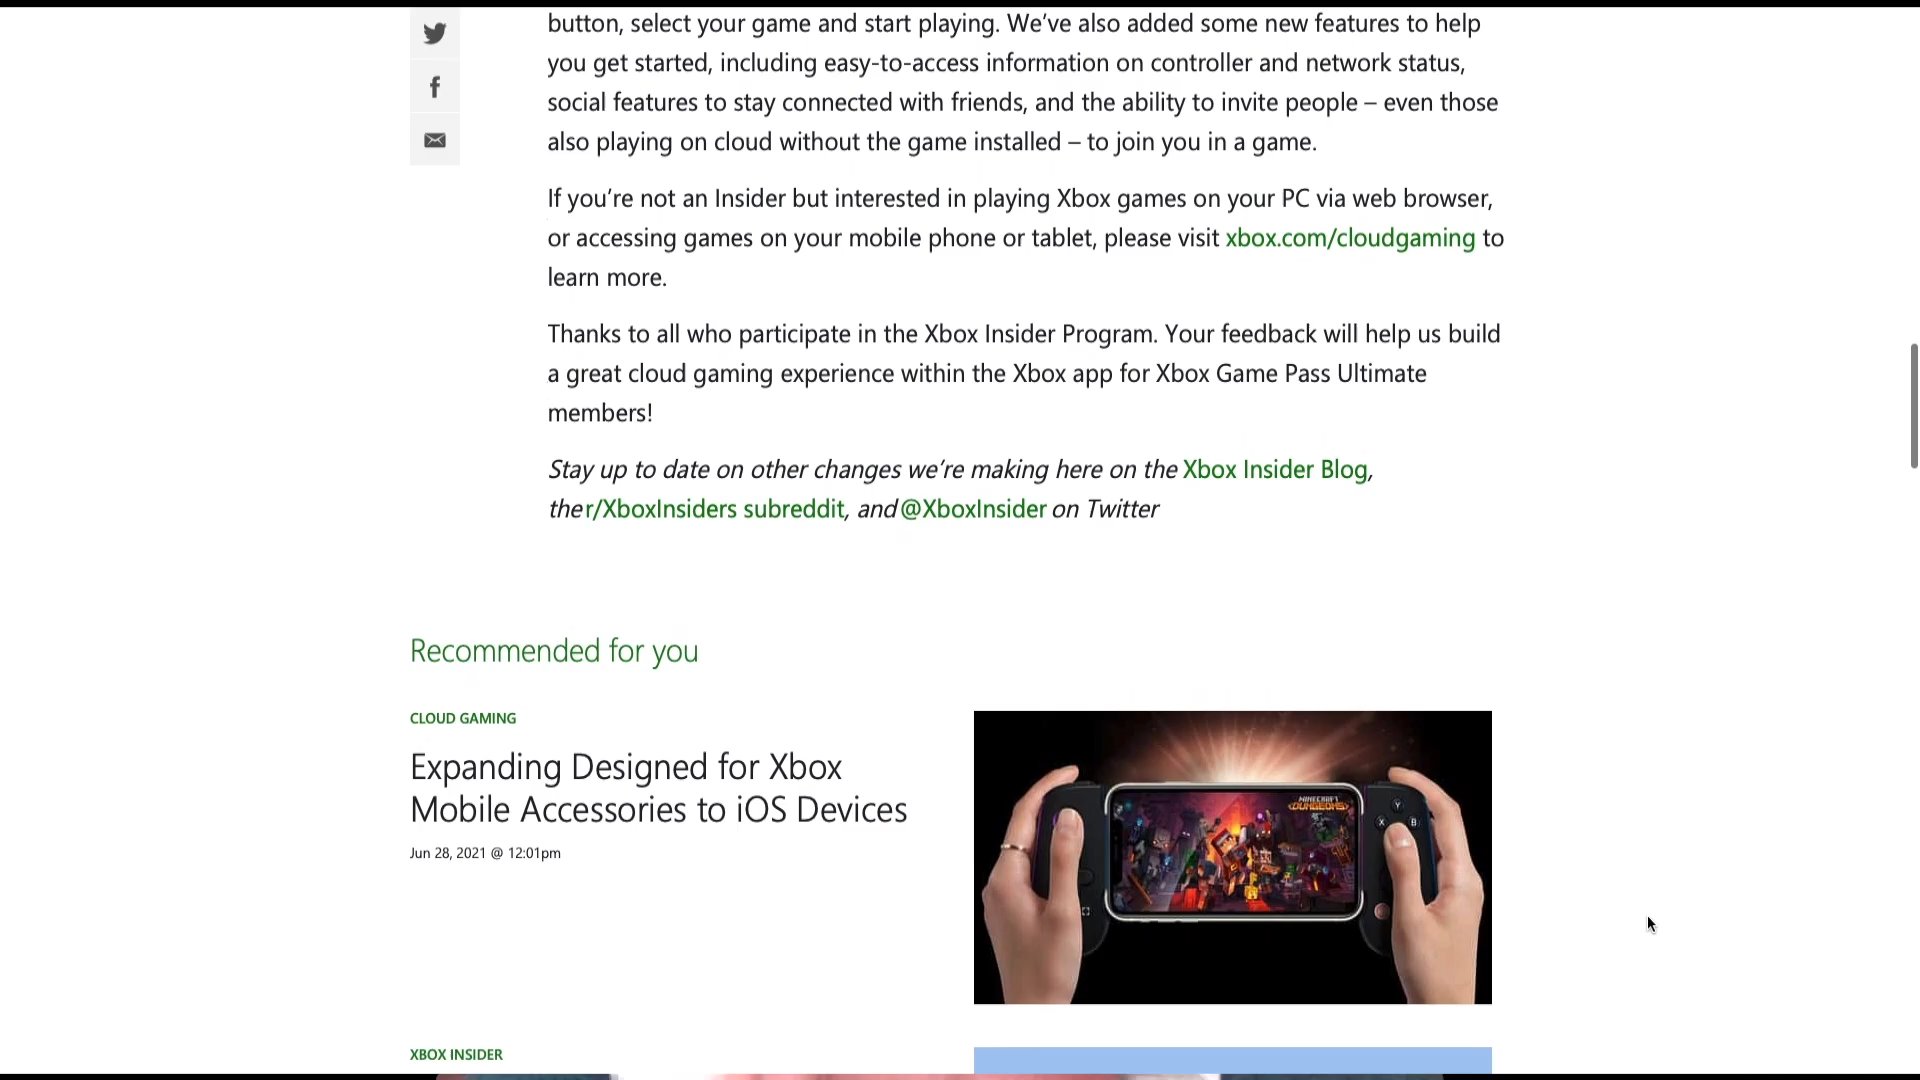 button, select your game and start playing. We’ve also added some new features to help
you get started, including easy-to-access information on controller and network status,
social features to stay connected with friends, and the ability to invite people – even those
also playing on cloud without the game installed – to join you in a game.
If you’re not an Insider but interested in playing Xbox games on your PC via web browser,
or accessing games on your mobile phone or tablet, please visit xbox.com/cloudgaming to
learn more.
Thanks to all who participate in the Xbox Insider Program. Your feedback will help us build
a great cloud gaming experience within the Xbox app for Xbox Game Pass Ultimate
members!
Stay up to date on other changes we’re making here on the Xbox Insider Blog,
the r/XboxInsiders subreddit, and @XboxInsider on Twitter
Recommended for you
CLOUD GAMING
Expanding Designed for Xbox
Mobile Accessories to iOS Devices
Jun 28, 2021 @ 12:01pm
MINECRAFT
DUNGEONS
Y
X
B
XBOX INSIDER